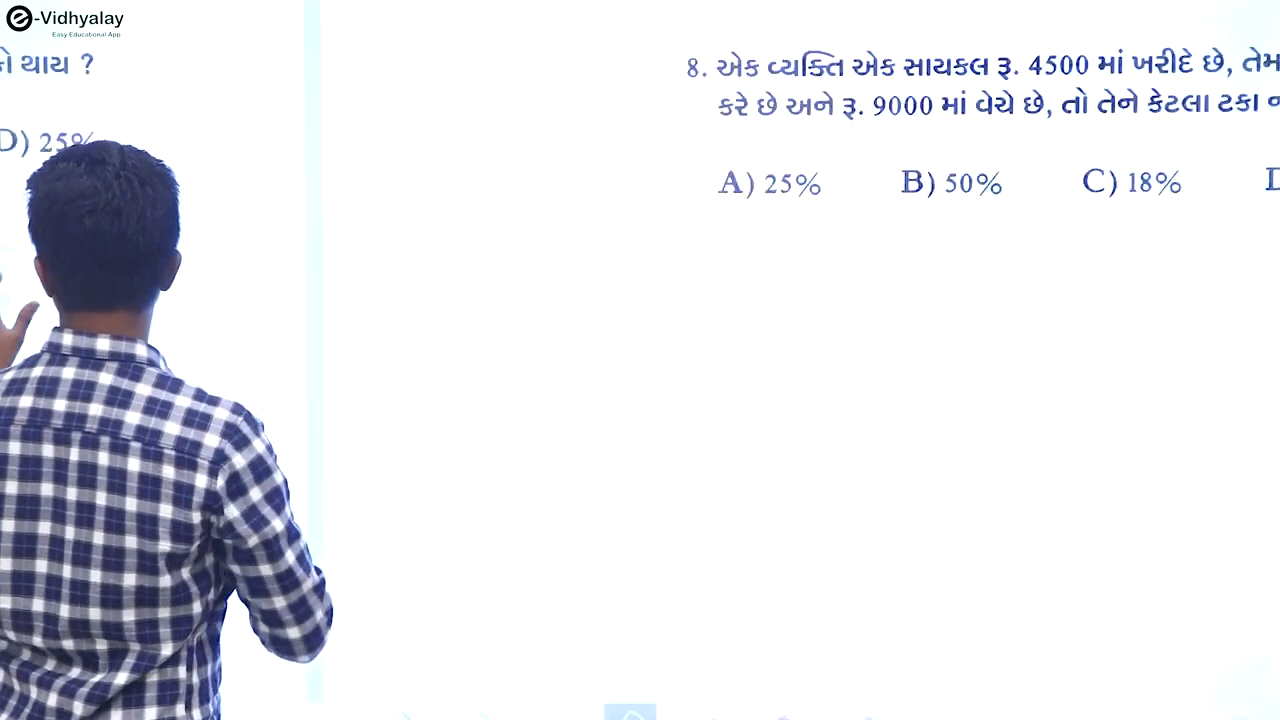 e-Vidhyalay
Easy Educational App
થાય ?
D) 25%
8. એક વ્યક્તિ એક સાયકલ રૂ. 4500 માં ખરીદે છે,
કરે છે અને રૂ. 9000 માં વેચે છે, તો તેને કેટલા ટકા
A) 25% B) 50% C) 18%